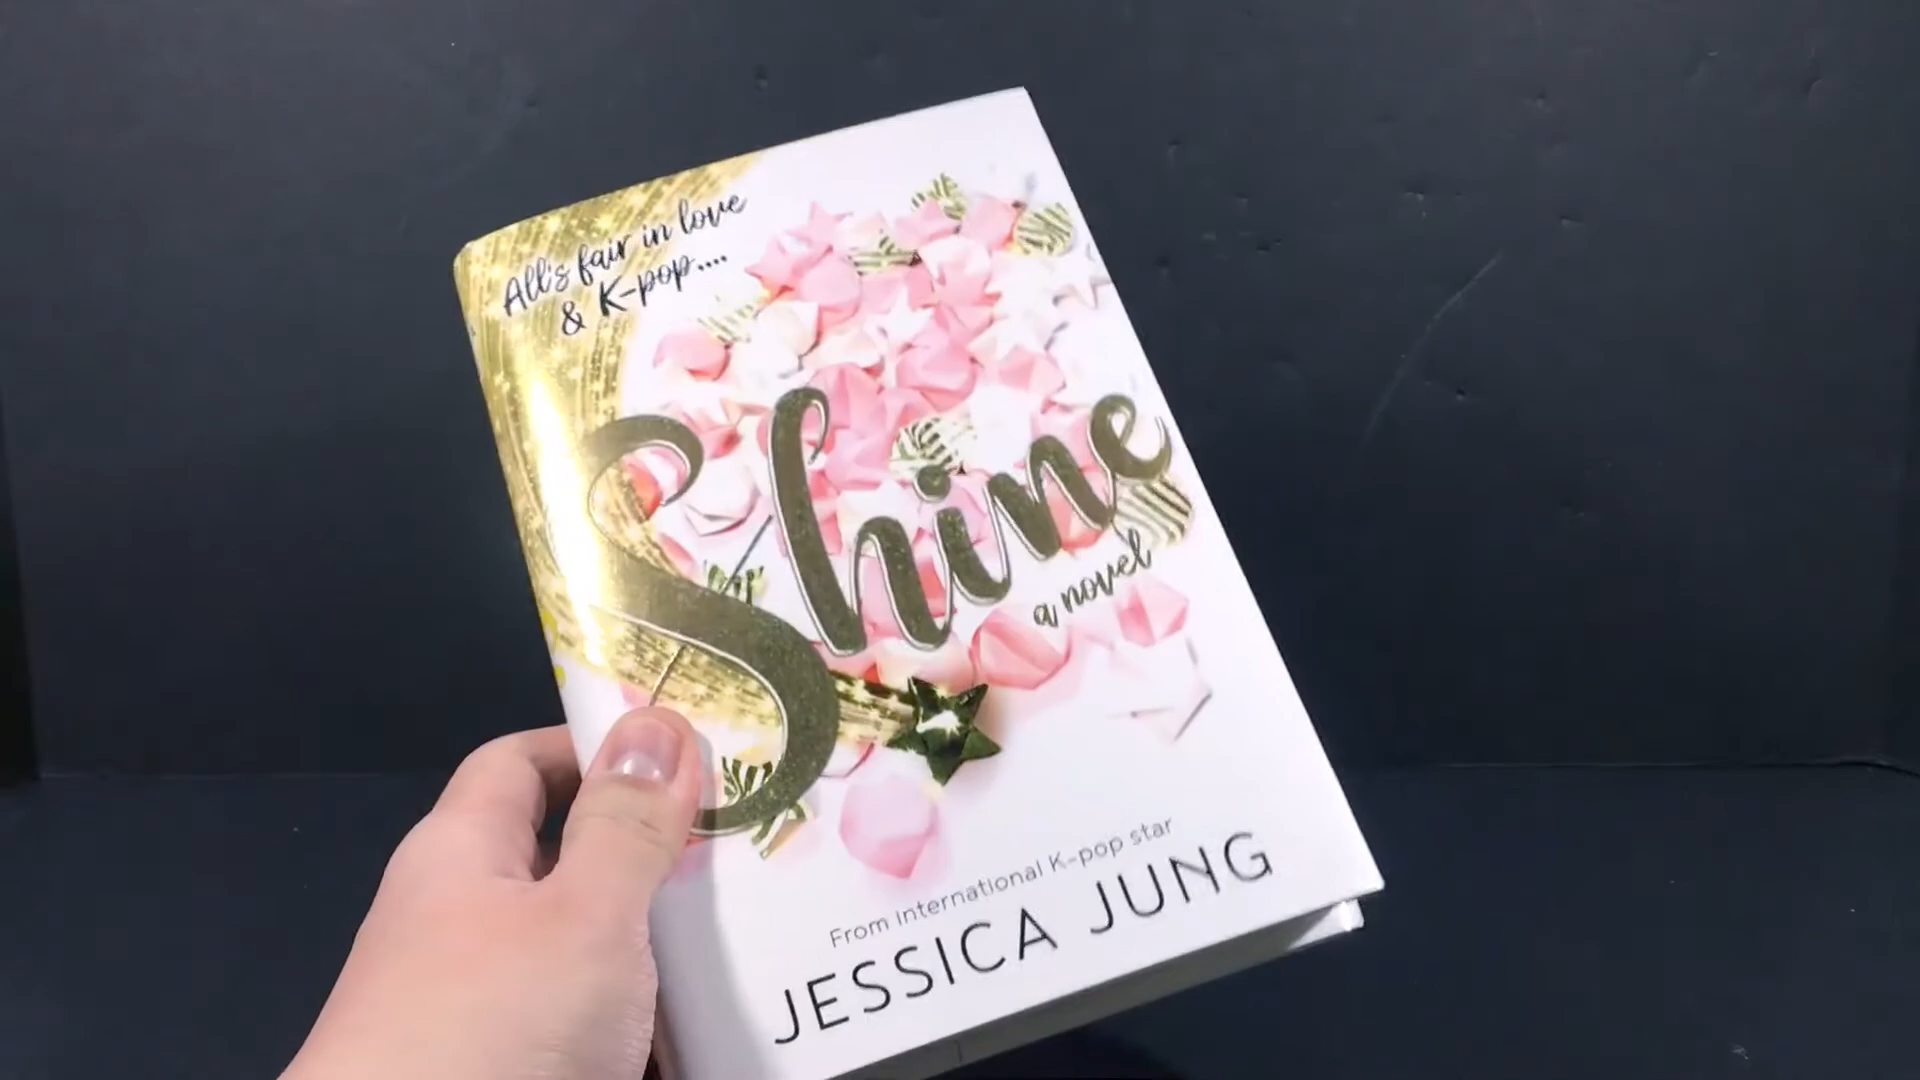 All's fair in love
& K-pop....
Shine
a novel
From International K-pop star
JESSICA JUNG